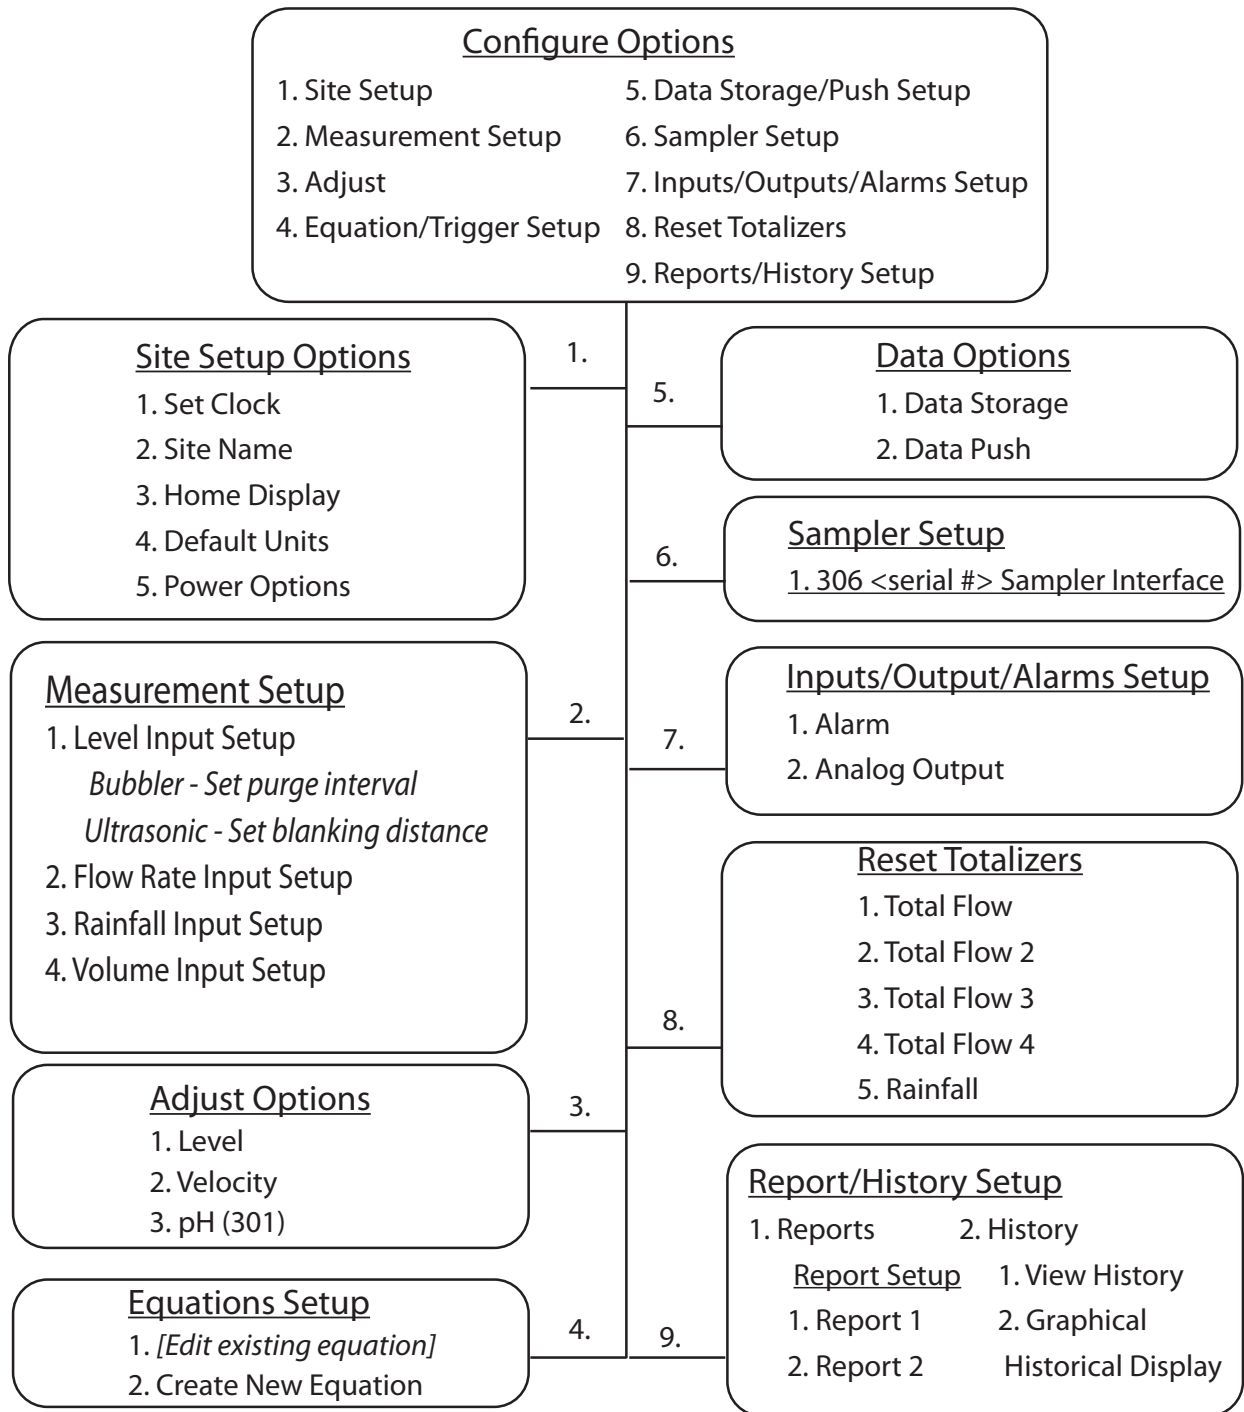 Configure Options
1. Site Setup
2. Measurement Setup
3. Adjust
4. Equation/Trigger Setup
5. Data Storage/Push Setup
6. Sampler Setup
7. Inputs/Outputs/Alarms Setup
8. Reset Totalizers
9. Reports/History Setup
1.
Site Setup Options
1. Set Clock
2. Site Name
3. Home Display
4. Default Units
5. Power Options
2.
Measurement Setup
1. Level Input Setup
Bubbler - Set purge interval
Ultrasonic - Set blanking distance
2. Flow Rate Input Setup
3. Rainfall Input Setup
4. Volume Input Setup
3.
Adjust Options
1. Level
2. Velocity
3. pH (301)
4.
Equations Setup
1. [Edit existing equation]
2. Create New Equation
5.
Data Options
1. Data Storage
2. Data Push
6.
Sampler Setup
1. 306 <serial #> Sampler Interface
7.
Inputs/Output/Alarms Setup
1. Alarm
2. Analog Output
8.
Reset Totalizers
1. Total Flow
2. Total Flow 2
3. Total Flow 3
4. Total Flow 4
5. Rainfall
9.
Report/History Setup
1. Reports
Report Setup
1. Report 1
2. Report 2
2. History
1. View History
2. Graphical
Historical Display